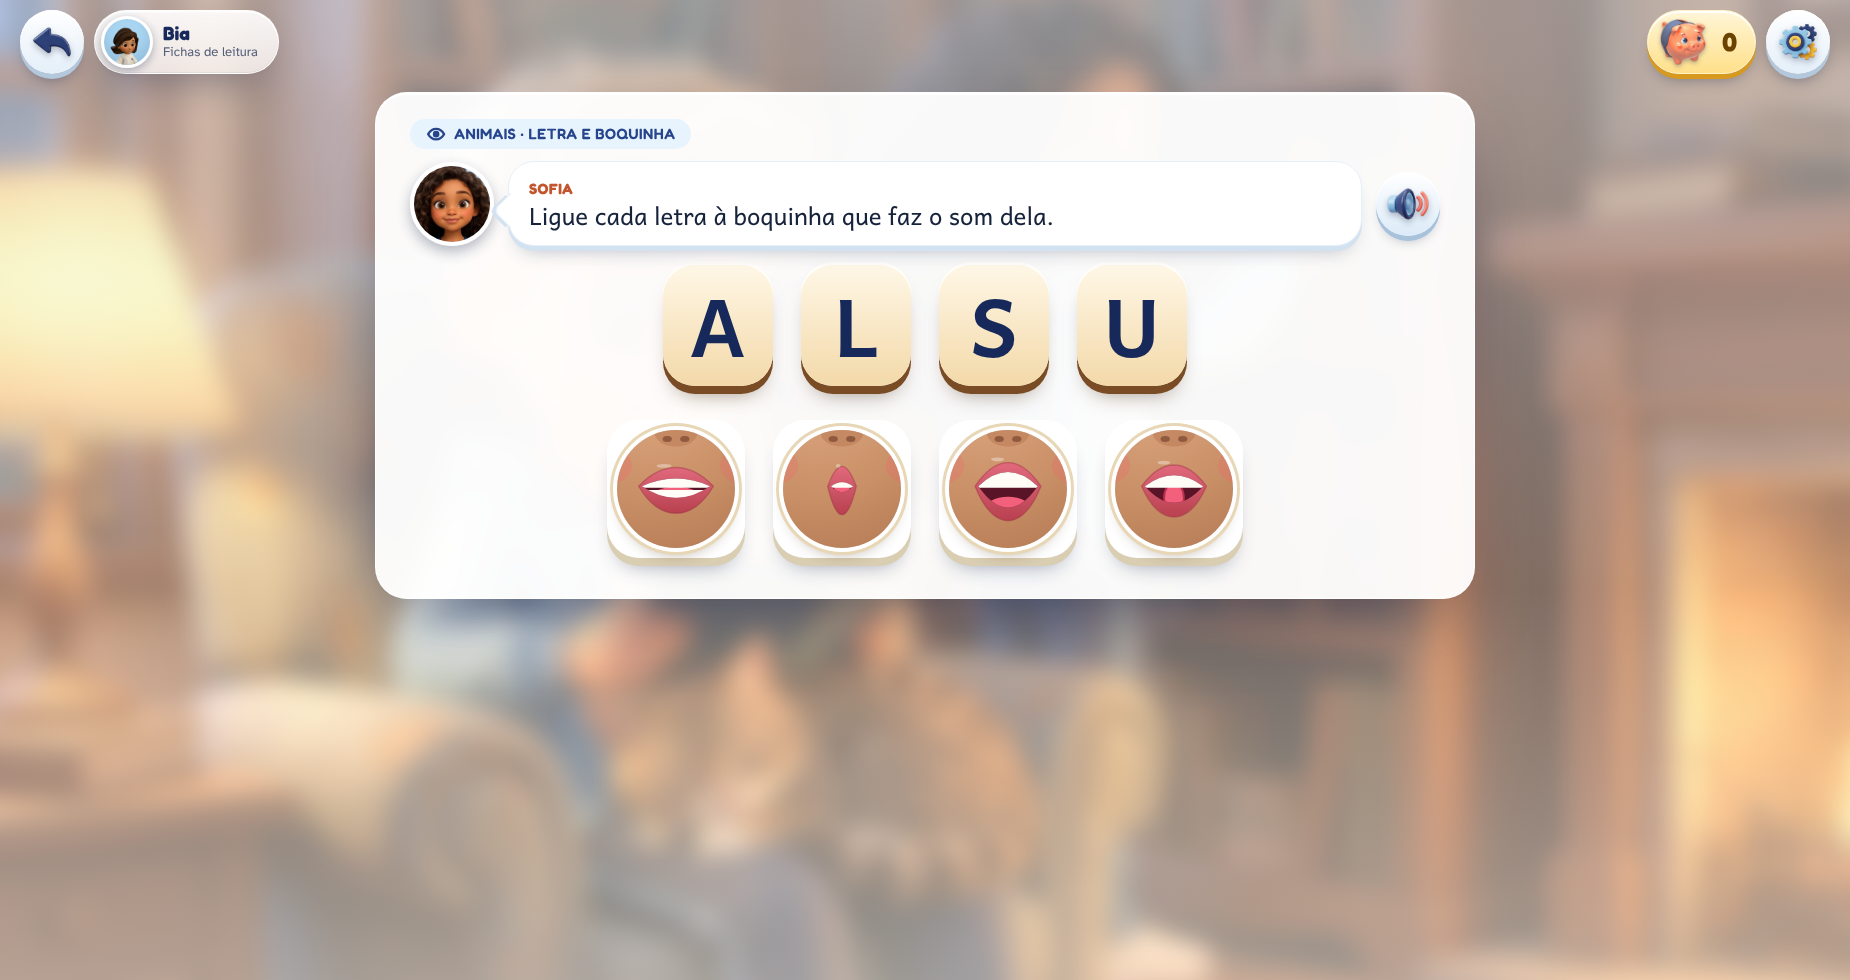 Bia
Fichas de leitura
0
ANIMAIS · LETRA E BOQUINHA
SOFIA
Ligue cada letra à boquinha que faz o som dela.
A L S U